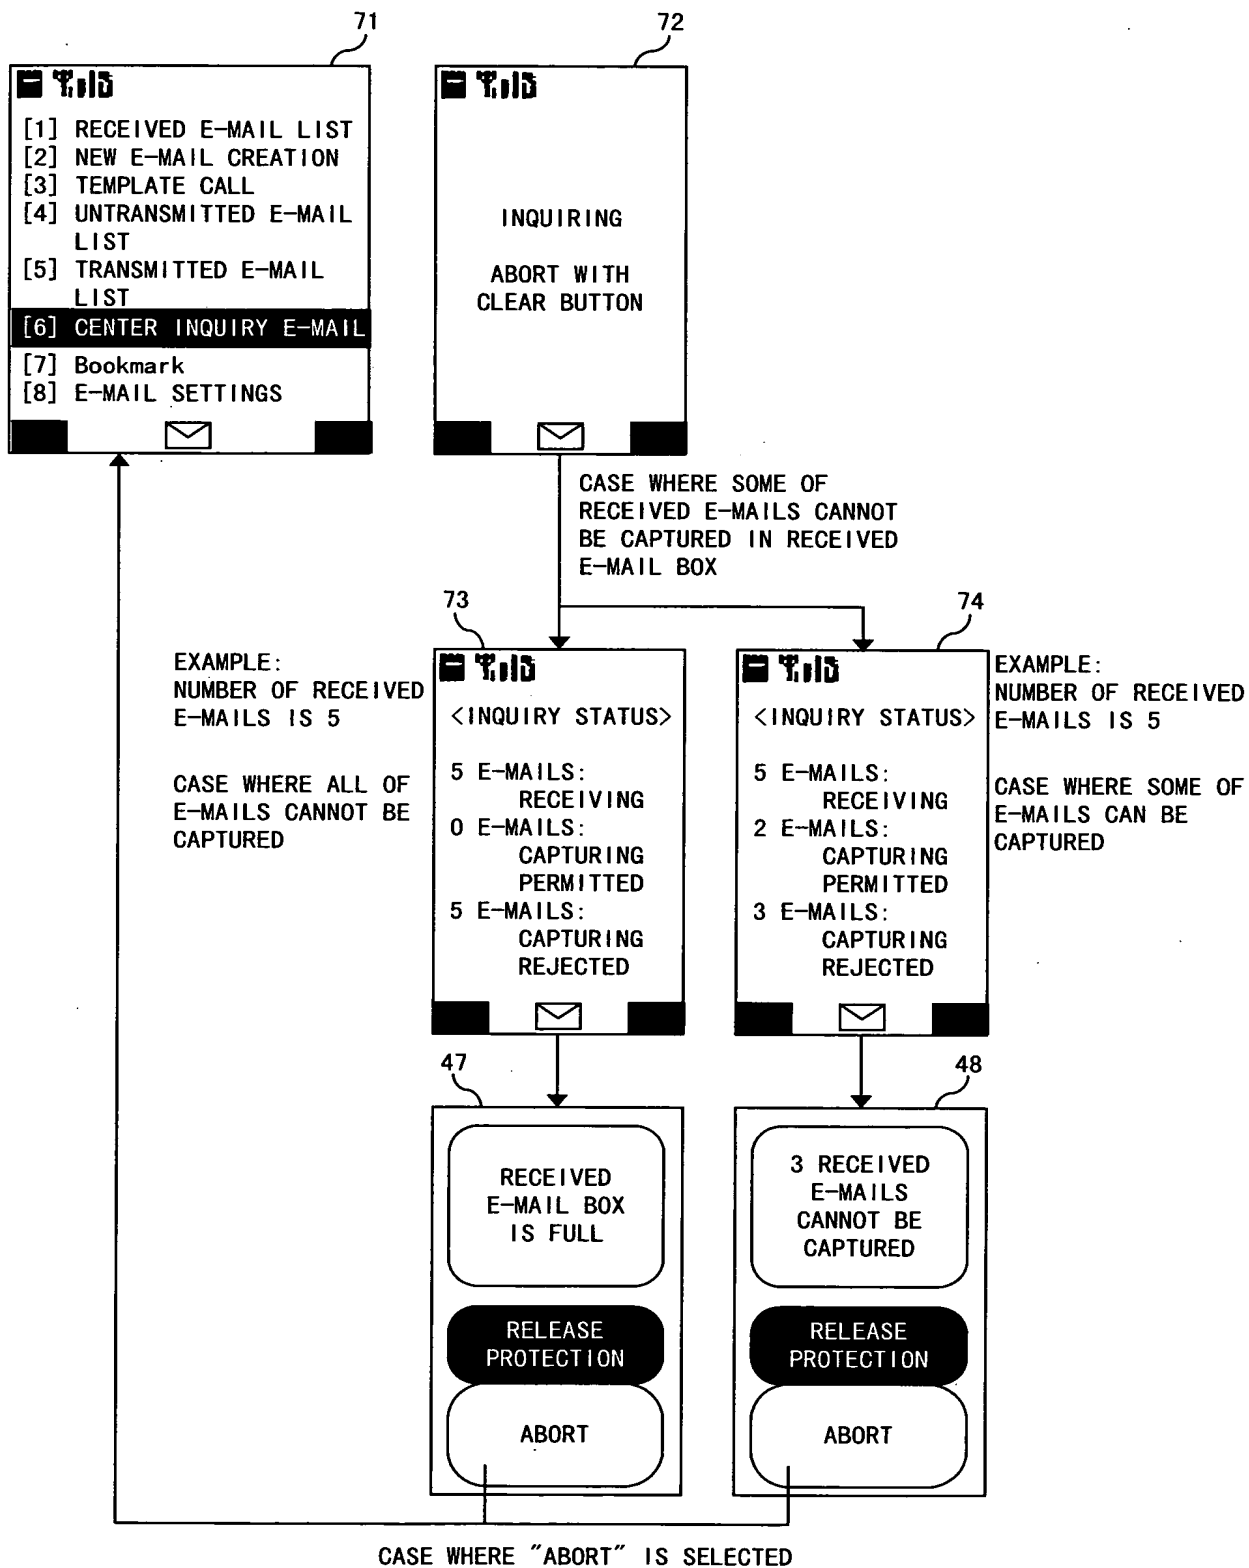 71
[1] RECEIVED E-MAIL LIST
[2] NEW E-MAIL CREATION
[3] TEMPLATE CALL
[4] UNTRANSMITTED E-MAIL
LIST
[5] TRANSMITTED E-MAIL
LIST
[6] CENTER INQUIRY E-MAIL
[7] Bookmark
[8] E-MAIL SETTINGS
72
INQUIRING
ABORT WITH
CLEAR BUTTON
CASE WHERE SOME OF
RECEIVED E-MAILS CANNOT
BE CAPTURED IN RECEIVED
E-MAIL BOX
EXAMPLE:
NUMBER OF RECEIVED
E-MAILS IS 5
CASE WHERE ALL OF
E-MAILS CANNOT BE
CAPTURED
73
<INQUIRY STATUS>
5 E-MAILS:
RECEIVING
0 E-MAILS:
CAPTURING
PERMITTED
5 E-MAILS:
CAPTURING
REJECTED
74
<INQUIRY STATUS>
5 E-MAILS:
RECEIVING
2 E-MAILS:
CAPTURING
PERMITTED
3 E-MAILS:
CAPTURING
REJECTED
EXAMPLE:
NUMBER OF RECEIVED
E-MAILS IS 5
CASE WHERE SOME OF
E-MAILS CAN BE
CAPTURED
47
RECEIVED
E-MAIL BOX
IS FULL
RELEASE
PROTECTION
ABORT
48
3 RECEIVED
E-MAILS
CANNOT BE
CAPTURED
RELEASE
PROTECTION
ABORT
CASE WHERE "ABORT" IS SELECTED